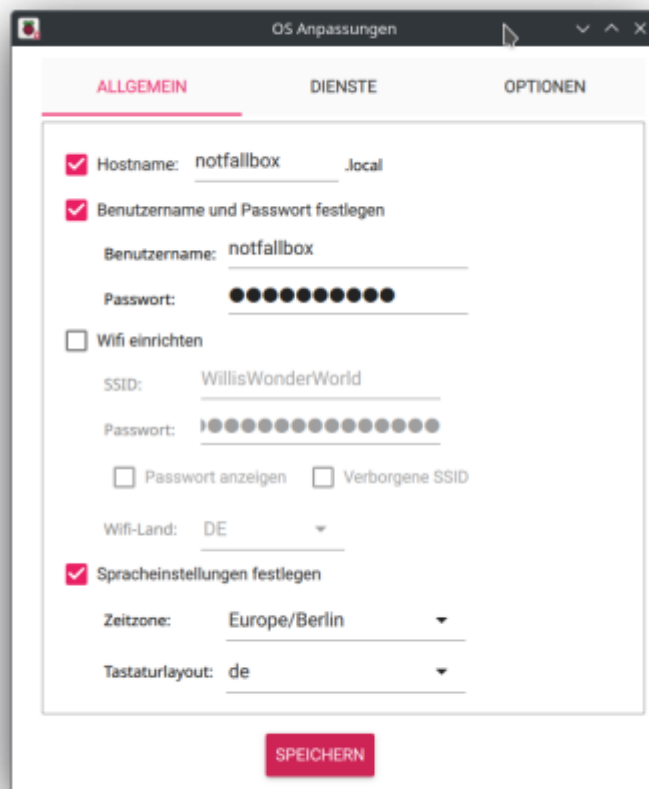 OS Anpassungen
ALLGEMEIN DIENSTE OPTIONEN
Hostname: notfallbox .local
Benutzername und Passwort festlegen
Benutzername: notfallbox
Passwort: ●●●●●●●●●●
Wifi einrichten
SSID: WillisWonderWorld
Passwort: ●●●●●●●●●●●●●●●●
Passwort anzeigen Verborgene SSID
Wifi-Land: DE
Spracheinstellungen festlegen
Zeitzone: Europe/Berlin
Tastaturlayout: de
SPEICHERN